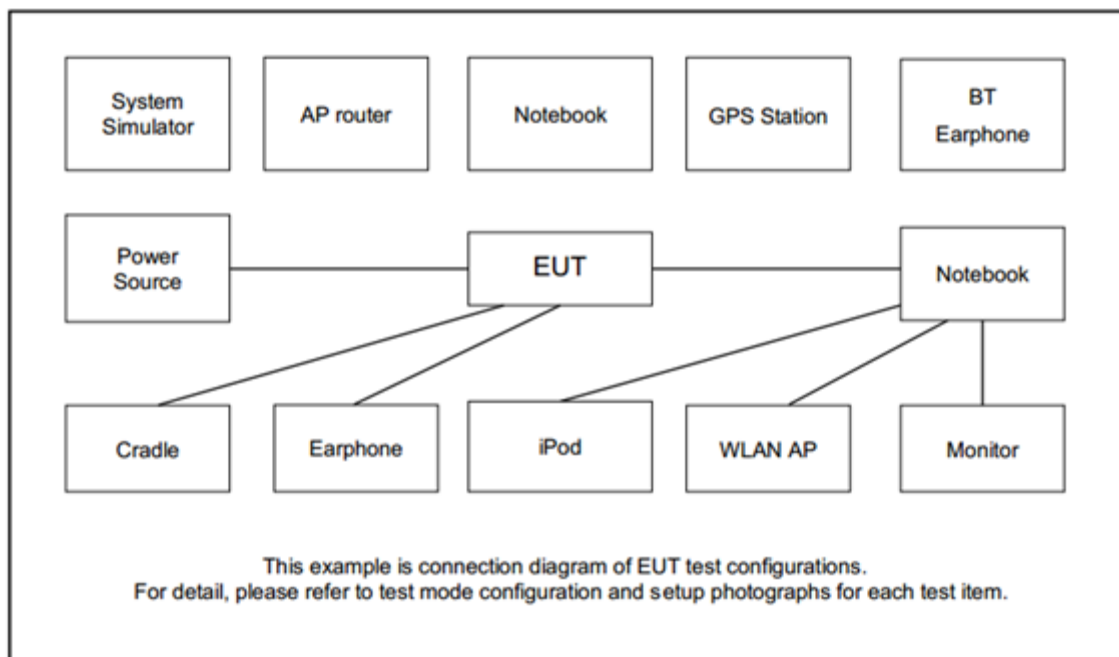 System
Simulator
AP router
Notebook
GPS Station
BT
Earphone
Power
Source
EUT
Notebook
Cradle
Earphone
iPod
WLAN AP
Monitor
This example is connection diagram of EUT test configurations.
For detail, please refer to test mode configuration and setup photographs for each test item.